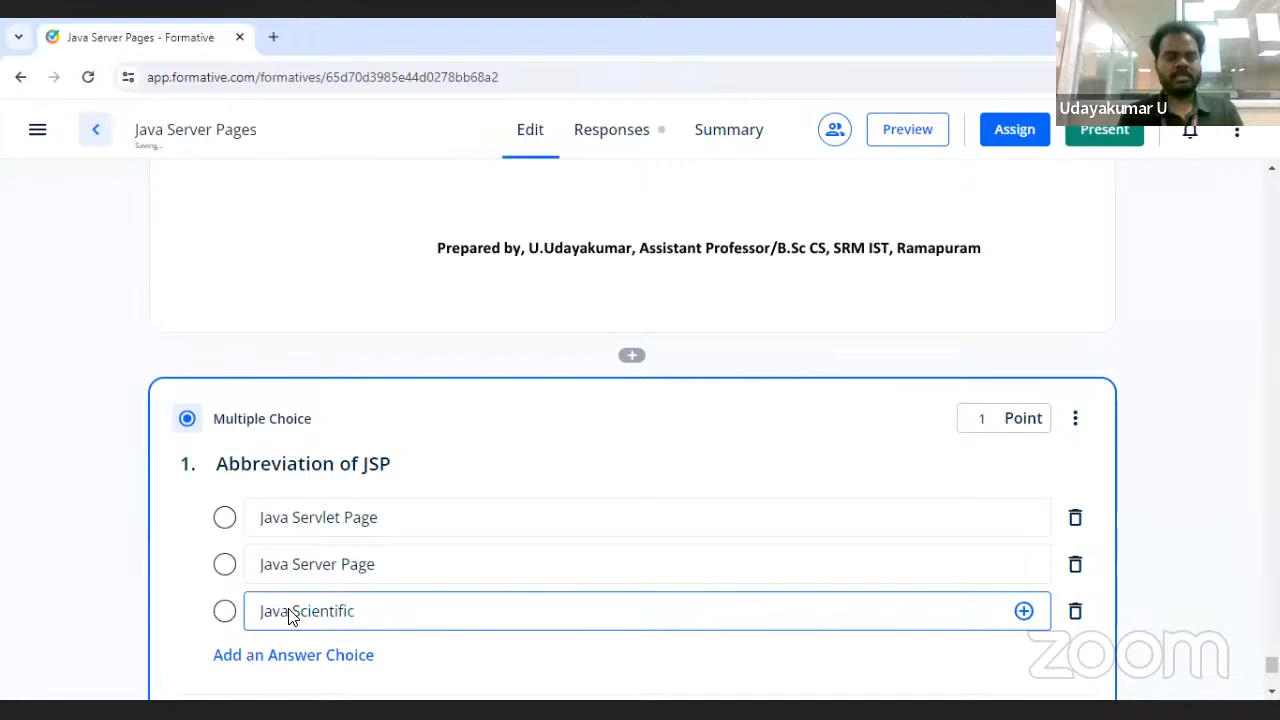 Java Server Pages - Formative
app.formative.com/formatives/65d70d3985e44d0278bb68a2
Udayakumar U
Java Server Pages
Saving...
Edit
Responses
Summary
Preview
Assign
Present
Prepared by, U.Udayakumar, Assistant Professor/B.Sc CS, SRM IST, Ramapuram
Multiple Choice
1 Point
1. Abbreviation of JSP
Java Servlet Page
Java Server Page
Java Scientific
Add an Answer Choice
zoom